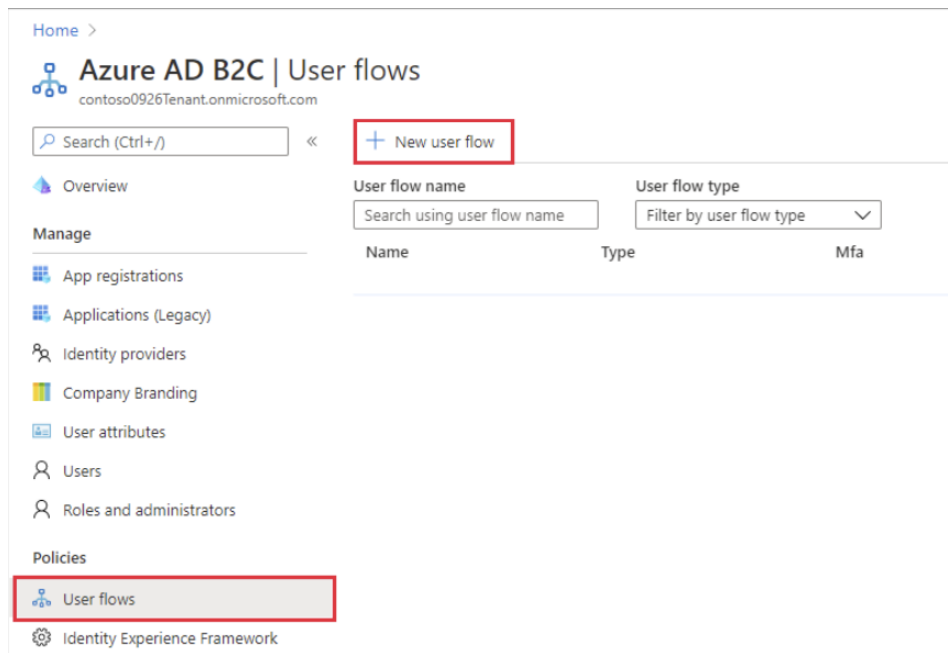 Home >
Azure AD B2C | User flows
contoso0926Tenant.onmicrosoft.com
Search (Ctrl+/)
«
Overview
Manage
App registrations
Applications (Legacy)
Identity providers
Company Branding
User attributes
Users
Roles and administrators
Policies
User flows
Identity Experience Framework
+ New user flow
User flow name
User flow type
Search using user flow name
Filter by user flow type
Name Type Mfa